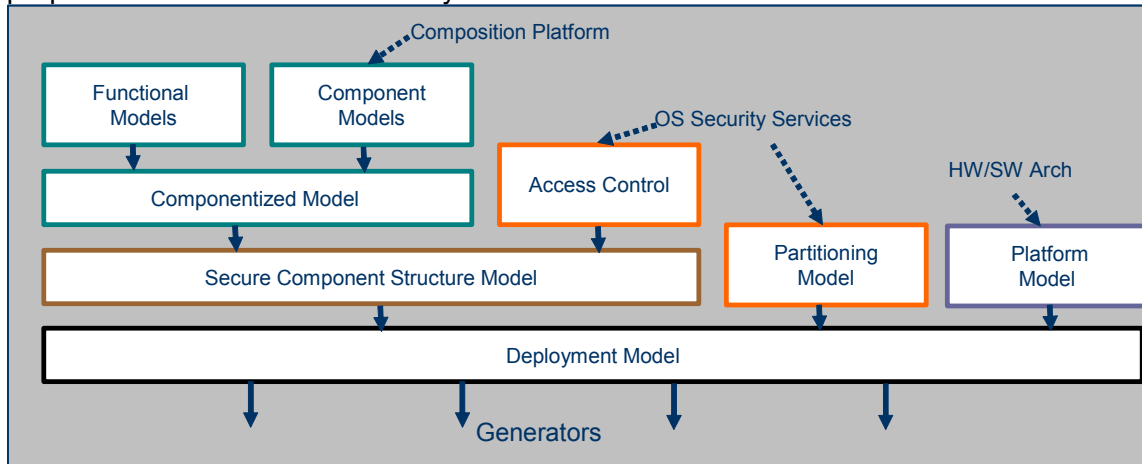 Composition Platform
Functional
Models
Component
Models
OS Security Services
Access Control
HW/SW Arch
Componentized Model
Partitioning
Model
Platform
Model
Secure Component Structure Model
Deployment Model
Generators